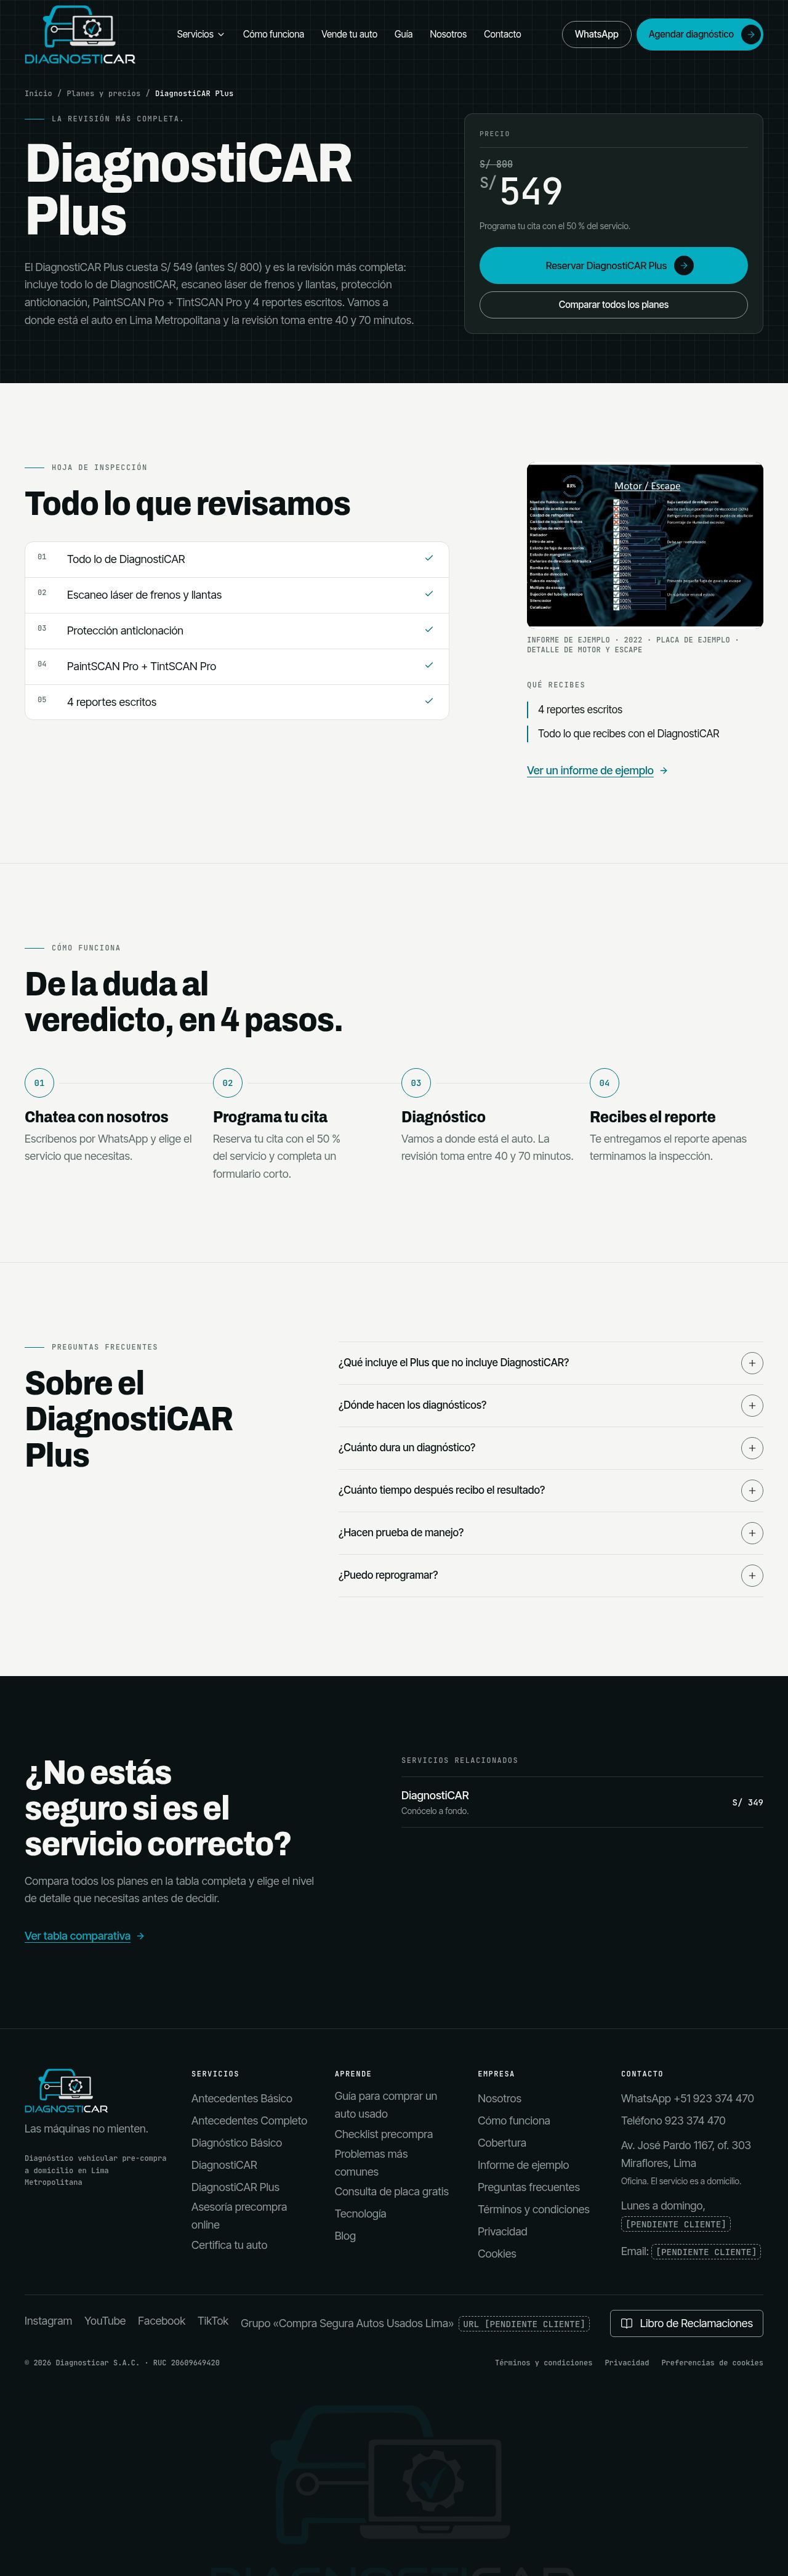 DIAGNOSTICAR
Servicios
Cómo funciona
Vende tu auto
Guía
Nosotros
Contacto
WhatsApp
Agendar diagnóstico
Inicio / Planes y precios / DiagnostiCAR Plus
LA REVISIÓN MÁS COMPLETA.
DiagnostiCAR
Plus
El DiagnostiCAR Plus cuesta S/ 549 (antes S/ 800) y es la revisión más completa:
incluye todo lo de DiagnostiCAR, escaneo láser de frenos y llantas, protección
anticlonación, PaintSCAN Pro + TintSCAN Pro y 4 reportes escritos. Vamos a
donde está el auto en Lima Metropolitana y la revisión toma entre 40 y 70 minutos.
PRECIO
S/ 800
S/ 549
Programa tu cita con el 50 % del servicio.
Reservar DiagnostiCAR Plus
Comparar todos los planes
HOJA DE INSPECCIÓN
Todo lo que revisamos
01 Todo lo de DiagnostiCAR
02 Escaneo láser de frenos y llantas
03 Protección anticlonación
04 PaintSCAN Pro + TintSCAN Pro
05 4 reportes escritos
83%
Motor / Escape
INFORME DE EJEMPLO · 2022 · PLACA DE EJEMPLO ·
DETALLE DE MOTOR Y ESCAPE
QUÉ RECIBES
4 reportes escritos
Todo lo que recibes con el DiagnostiCAR
Ver un informe de ejemplo
CÓMO FUNCIONA
De la duda al
veredicto, en 4 pasos.
01
Chatea con nosotros
Escríbenos por WhatsApp y elige el
servicio que necesitas.
02
Programa tu cita
Reserva tu cita con el 50 %
del servicio y completa un
formulario corto.
03
Diagnóstico
Vamos a donde está el auto. La
revisión toma entre 40 y 70 minutos.
04
Recibes el reporte
Te entregamos el reporte apenas
terminamos la inspección.
PREGUNTAS FRECUENTES
Sobre el
DiagnostiCAR
Plus
¿Qué incluye el Plus que no incluye DiagnostiCAR?
¿Dónde hacen los diagnósticos?
¿Cuánto dura un diagnóstico?
¿Cuánto tiempo después recibo el resultado?
¿Hacen prueba de manejo?
¿Puedo reprogramar?
¿No estás
seguro si es el
servicio correcto?
Compara todos los planes en la tabla completa y elige el nivel
de detalle que necesitas antes de decidir.
Ver tabla comparativa
SERVICIOS RELACIONADOS
DiagnostiCAR
Conócelo a fondo.
S/ 349
DIAGNOSTICAR
Las máquinas no mienten.
Diagnóstico vehicular pre-compra
a domicilio en Lima
Metropolitana
SERVICIOS
Antecedentes Básico
Antecedentes Completo
Diagnóstico Básico
DiagnostiCAR
DiagnostiCAR Plus
Asesoría precompra
online
Certifica tu auto
APRENDE
Guía para comprar un
auto usado
Checklist precompra
Problemas más
comunes
Consulta de placa gratis
Tecnología
Blog
EMPRESA
Nosotros
Cómo funciona
Cobertura
Informe de ejemplo
Preguntas frecuentes
Términos y condiciones
Privacidad
Cookies
CONTACTO
WhatsApp +51 923 374 470
Teléfono 923 374 470
Av. José Pardo 1167, of. 303
Miraflores, Lima
Oficina. El servicio es a domicilio.
Lunes a domingo,
[PENDIENTE CLIENTE]
Email: [PENDIENTE CLIENTE]
Instagram
YouTube
Facebook
TikTok
Grupo «Compra Segura Autos Usados Lima» URL [PENDIENTE CLIENTE]
Libro de Reclamaciones
© 2026 Diagnosticar S.A.C. · RUC 20609649420
Términos y condiciones
Privacidad
Preferencias de cookies
DIAGNOSTICAR